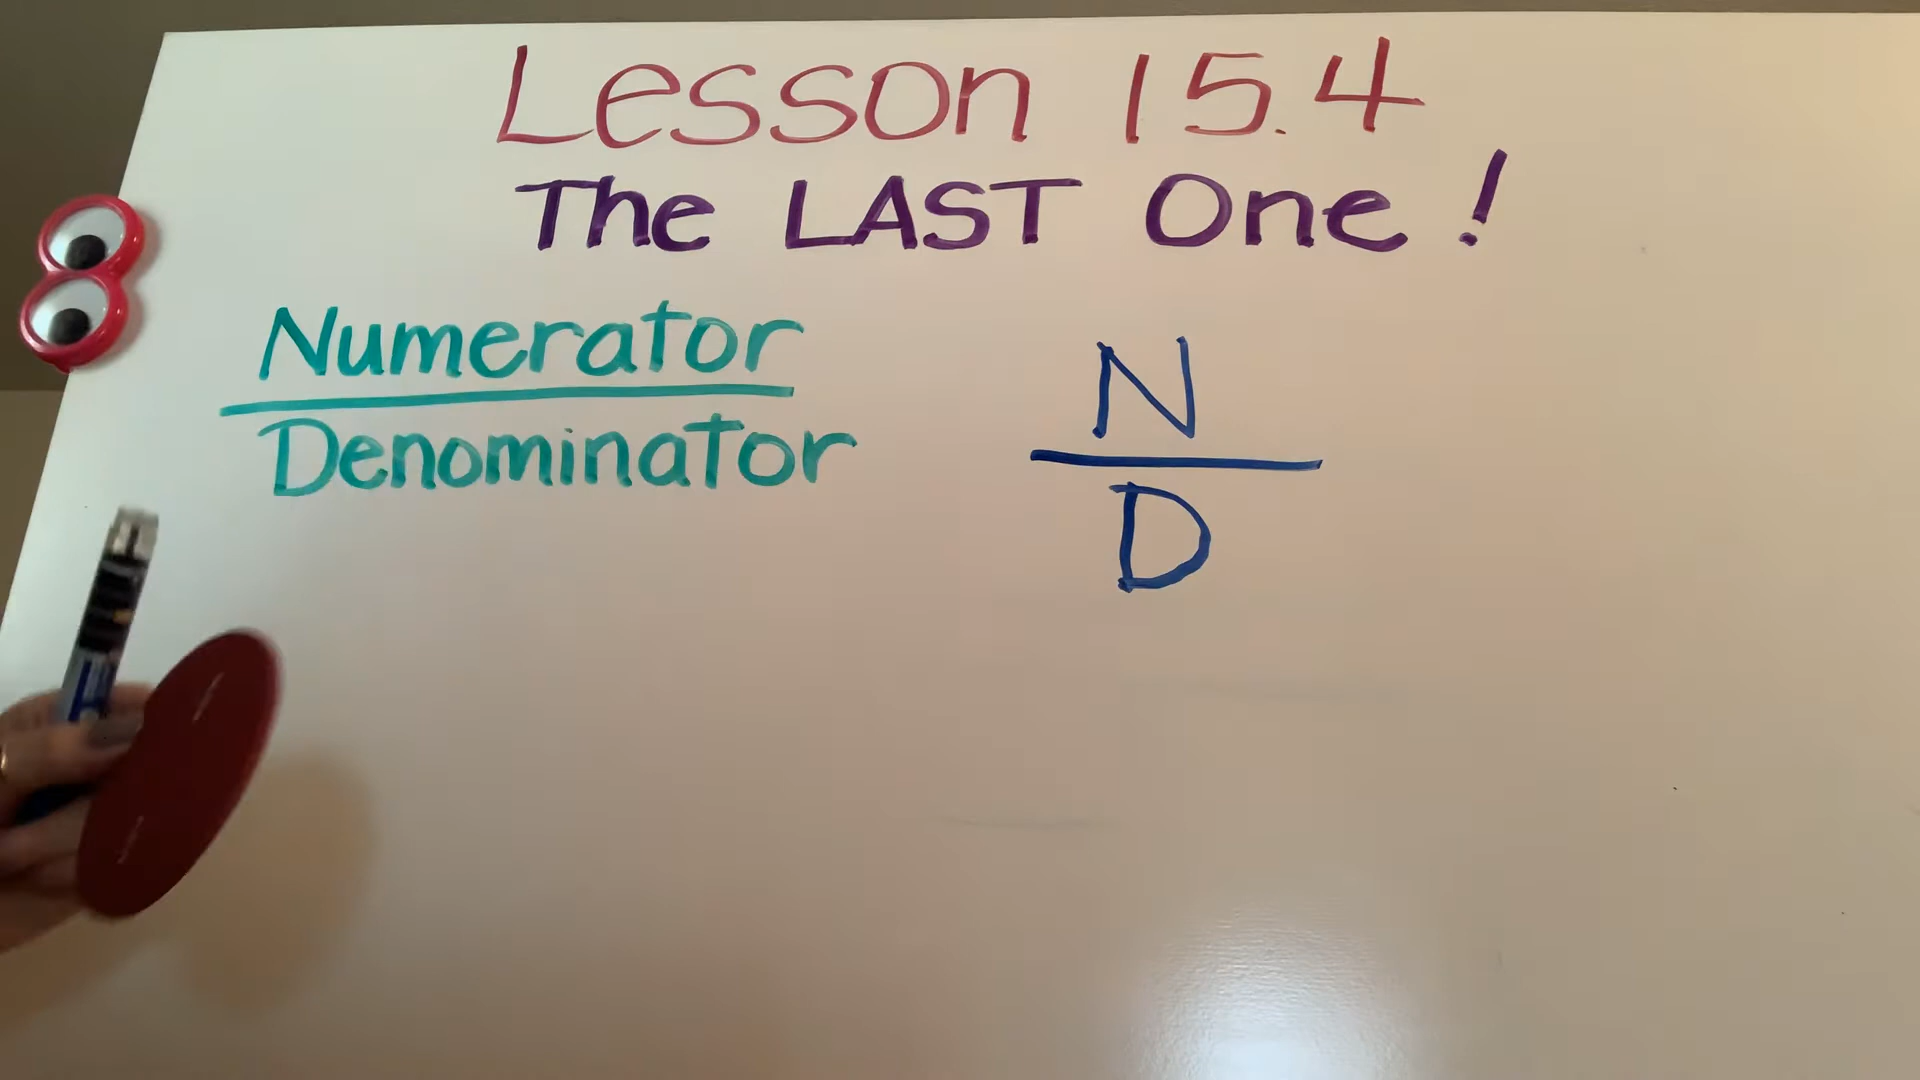 Lesson 15.4
The LAST One!
Numerator
Denominator
N
D